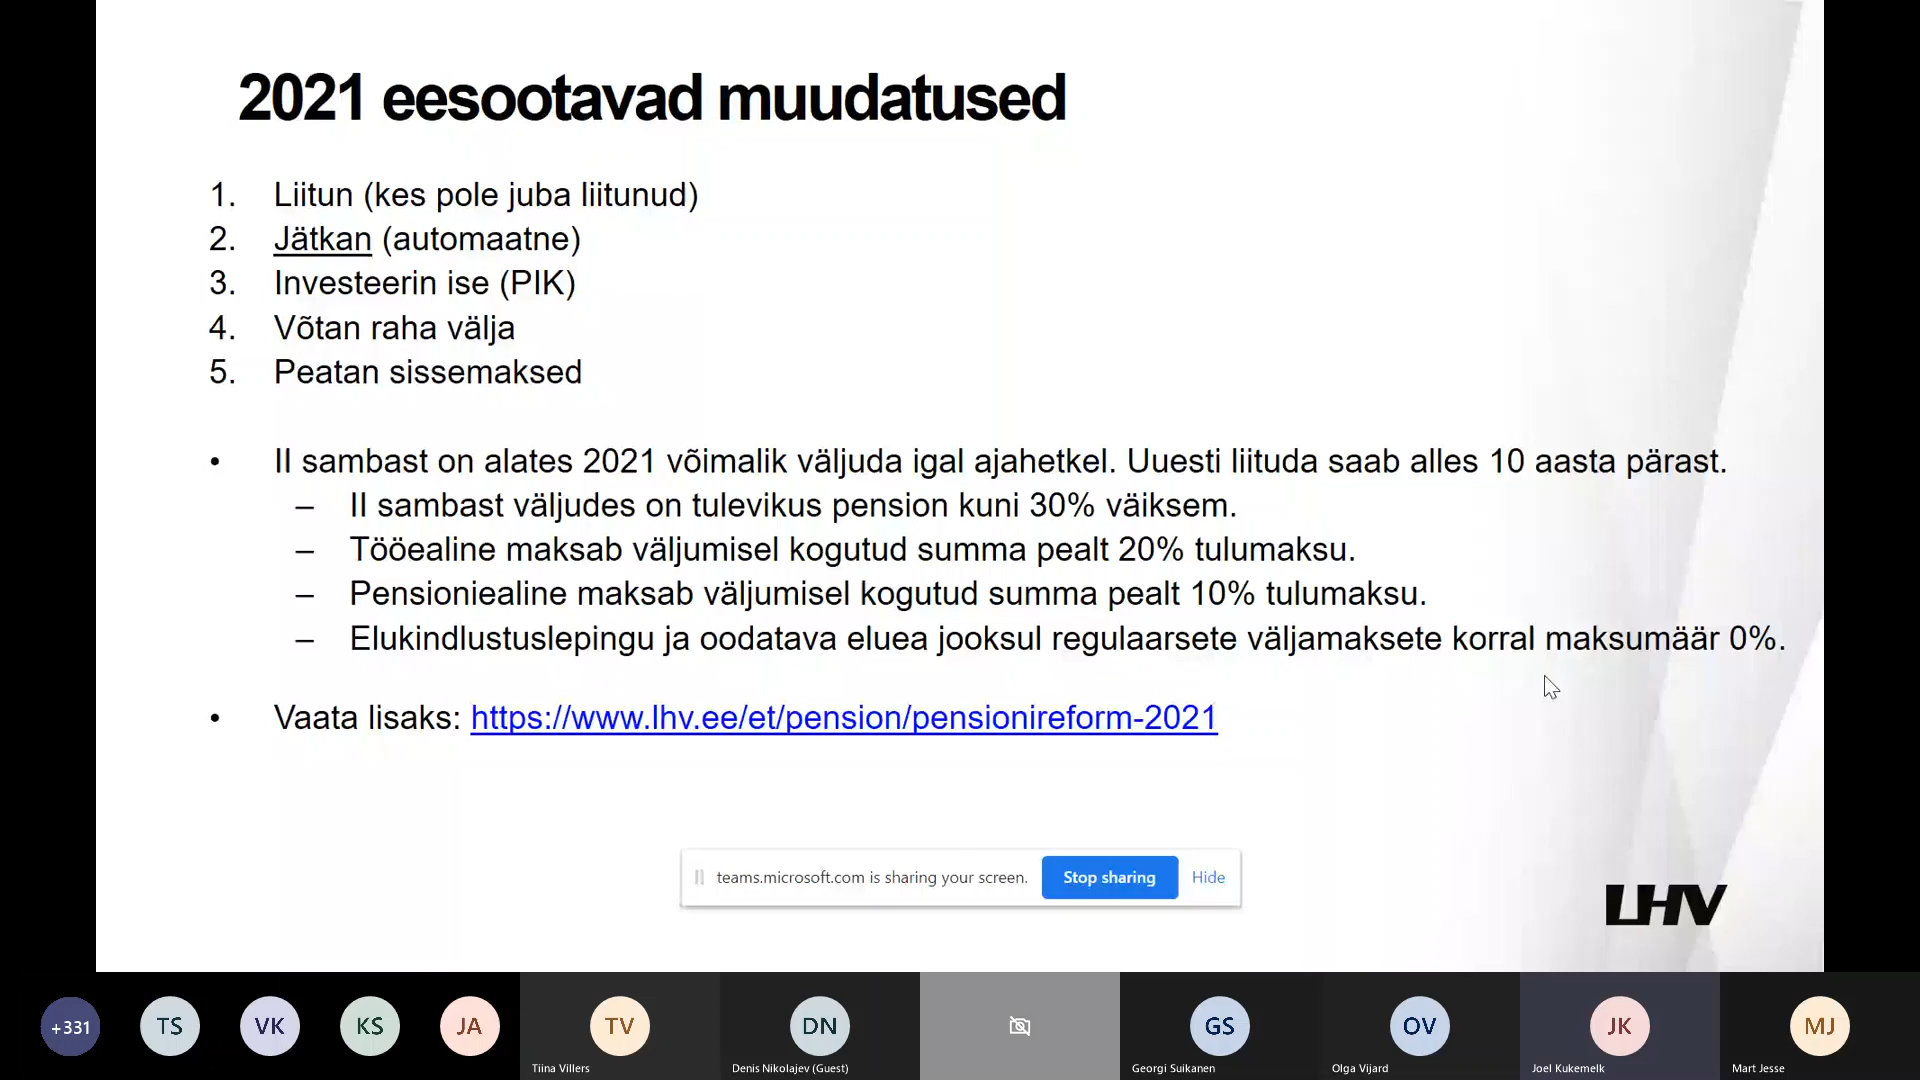 2021 eesootavad muudatused
1. Liitun (kes pole juba liitunud)
2. Jätkan (automaatne)
3. Investeerin ise (PIK)
4. Võtan raha välja
5. Peatan sissemaksed
• II sambast on alates 2021 võimalik väljuda igal ajahetkel. Uuesti liituda saab alles 10 aasta pärast.
– II sambast väljudes on tulevikus pension kuni 30% väiksem.
– Tööealine maksab väljumisel kogutud summa pealt 20% tulumaksu.
– Pensioniealine maksab väljumisel kogutud summa pealt 10% tulumaksu.
– Elukindlustuslepingu ja oodatava eluea jooksul regulaarsete väljamaksete korral maksumäär 0%.
• Vaata lisaks: https://www.lhv.ee/et/pension/pensionireform-2021
teams.microsoft.com is sharing your screen. Stop sharing Hide
LHV
+331 TS VK KS JA TV DN GS OV JK MJ
Tiina Villers Denis Nikolajev (Guest) Georgi Suikanen Olga Vijard Joel Kukemelk Mart Jesse